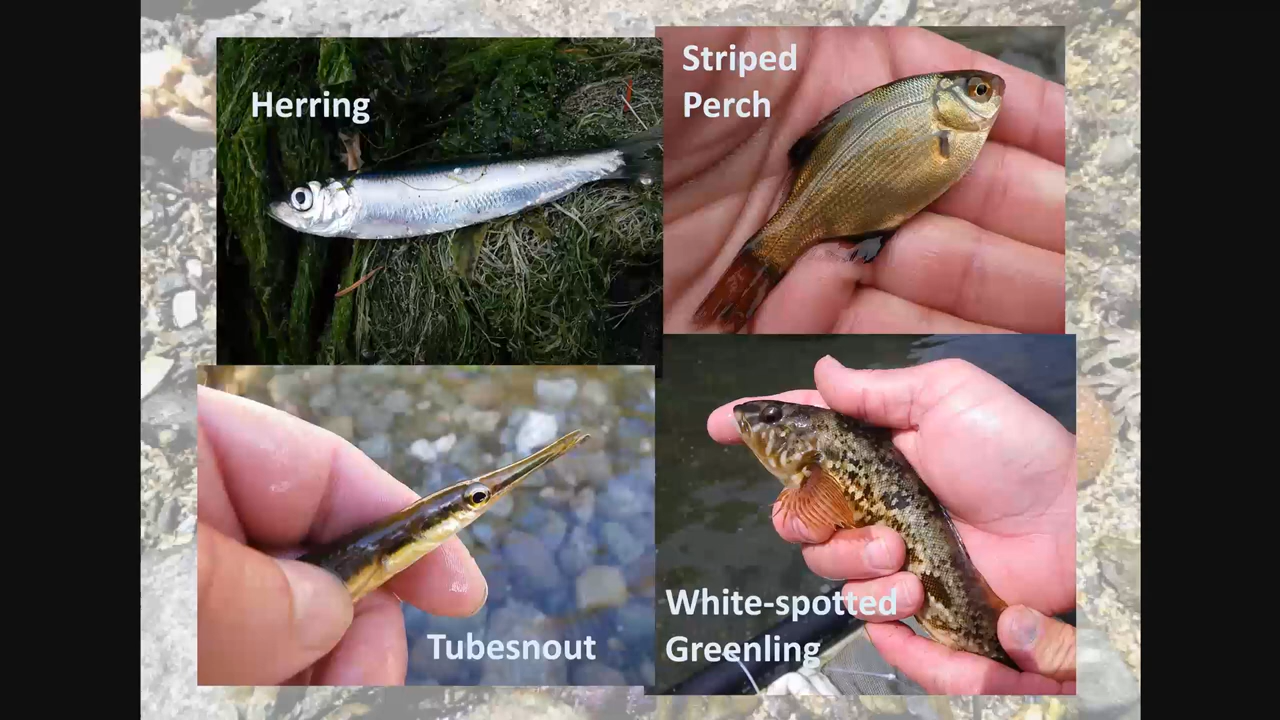 Herring
Striped
Perch
Tubesnout
White-spotted
Greenling